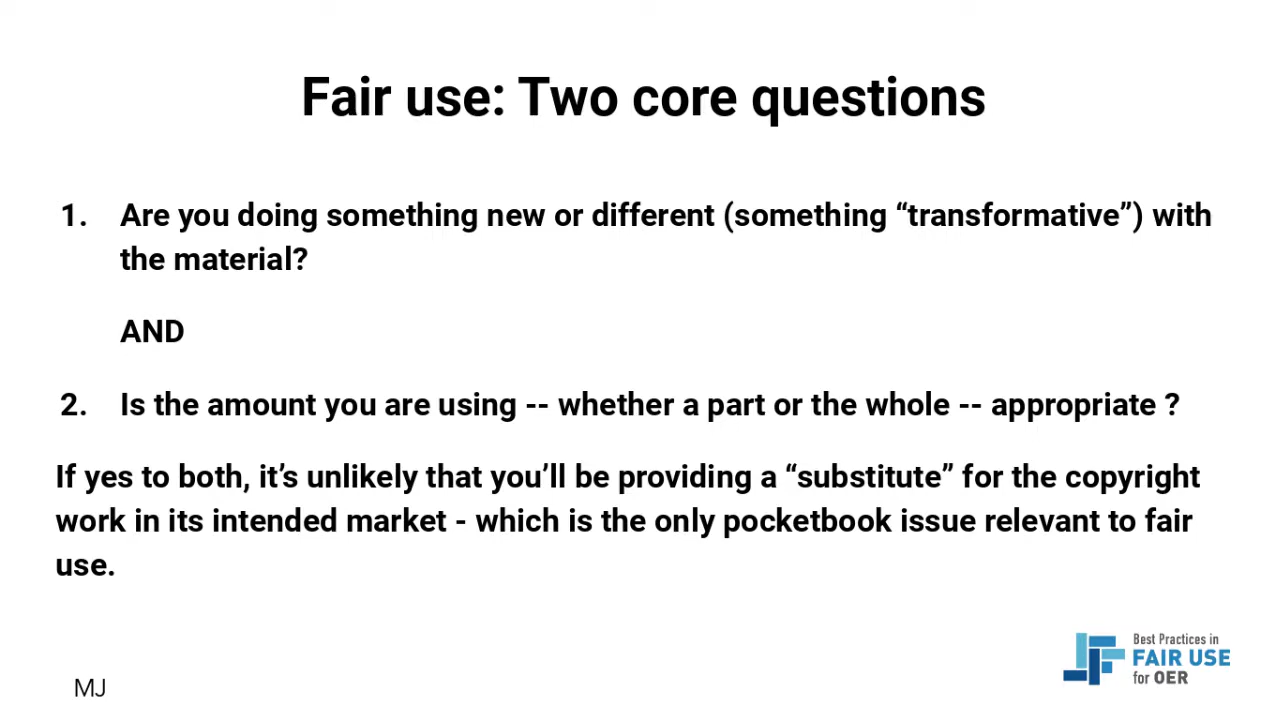 Fair use: Two core questions
1. Are you doing something new or different (something “transformative”) with
the material?
AND
2. Is the amount you are using -- whether a part or the whole -- appropriate ?
If yes to both, it’s unlikely that you’ll be providing a “substitute” for the copyright
work in its intended market - which is the only pocketbook issue relevant to fair
use.
Best Practices in
FAIR USE
for OER
MJ